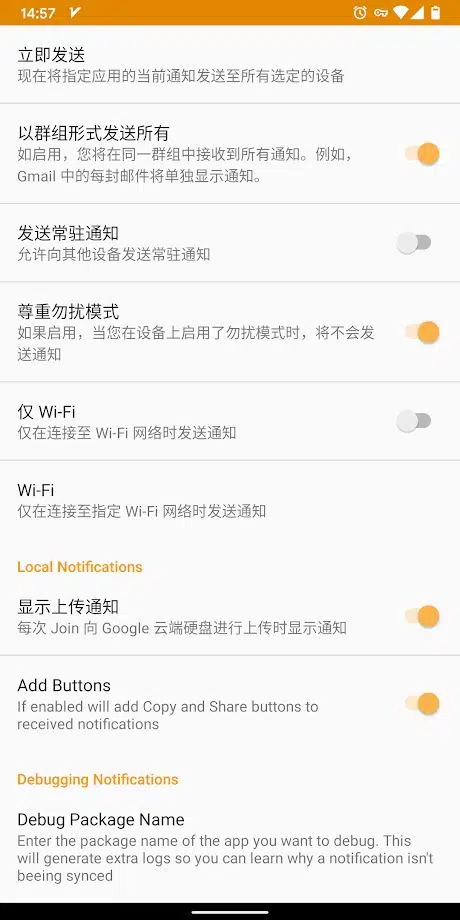 14:57
立即发送
现在将指定应用的当前通知发送至所有选定的设备
以群组形式发送所有
如启用，您将在同一群组中接收到所有通知。例如，
Gmail 中的每封邮件将单独显示通知。
发送常驻通知
允许向其他设备发送常驻通知
尊重勿扰模式
如果启用，当您在设备上启用了勿扰模式时，将不会发
送通知
仅 Wi-Fi
仅在连接至 Wi-Fi 网络时发送通知
Wi-Fi
仅在连接至指定 Wi-Fi 网络时发送通知
Local Notifications
显示上传通知
每次 Join 向 Google 云端硬盘进行上传时显示通知
Add Buttons
If enabled will add Copy and Share buttons to
received notifications
Debugging Notifications
Debug Package Name
Enter the package name of the app you want to debug. This
will generate extra logs so you can learn why a notification isn't
beeing synced